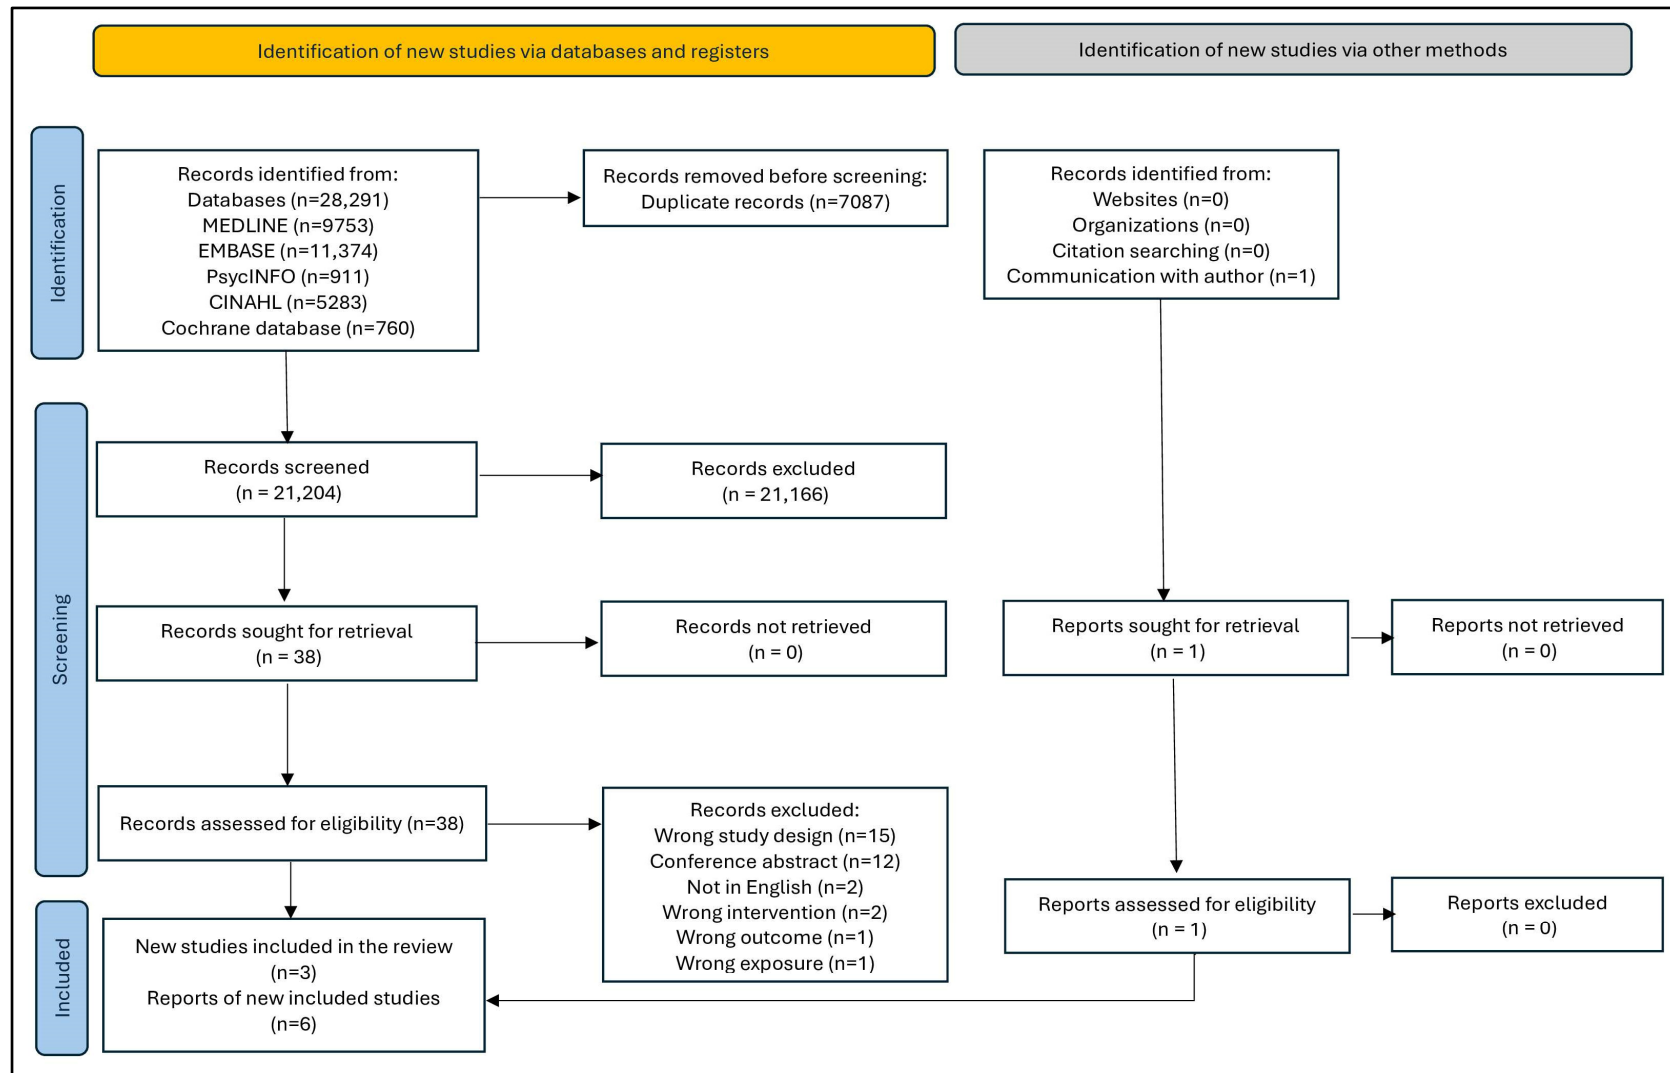 Identification of new studies via databases and registers
Identification of new studies via other methods
Identification
Records identified from:
Databases (n=28,291)
MEDLINE (n=9753)
EMBASE (n=11,374)
PsycINFO (n=911)
CINAHL (n=5283)
Cochrane database (n=760)
Records removed before screening:
Duplicate records (n=7087)
Records identified from:
Websites (n=0)
Organizations (n=0)
Citation searching (n=0)
Communication with author (n=1)
Screening
Records screened
(n = 21,204)
Records excluded
(n = 21,166)
Records sought for retrieval
(n = 38)
Records not retrieved
(n = 0)
Reports sought for retrieval
(n = 1)
Reports not retrieved
(n = 0)
Records assessed for eligibility (n=38)
Records excluded:
Wrong study design (n=15)
Conference abstract (n=12)
Not in English (n=2)
Wrong intervention (n=2)
Wrong outcome (n=1)
Wrong exposure (n=1)
Reports assessed for eligibility
(n = 1)
Reports excluded
(n = 0)
Included
New studies included in the review
(n=3)
Reports of new included studies
(n=6)